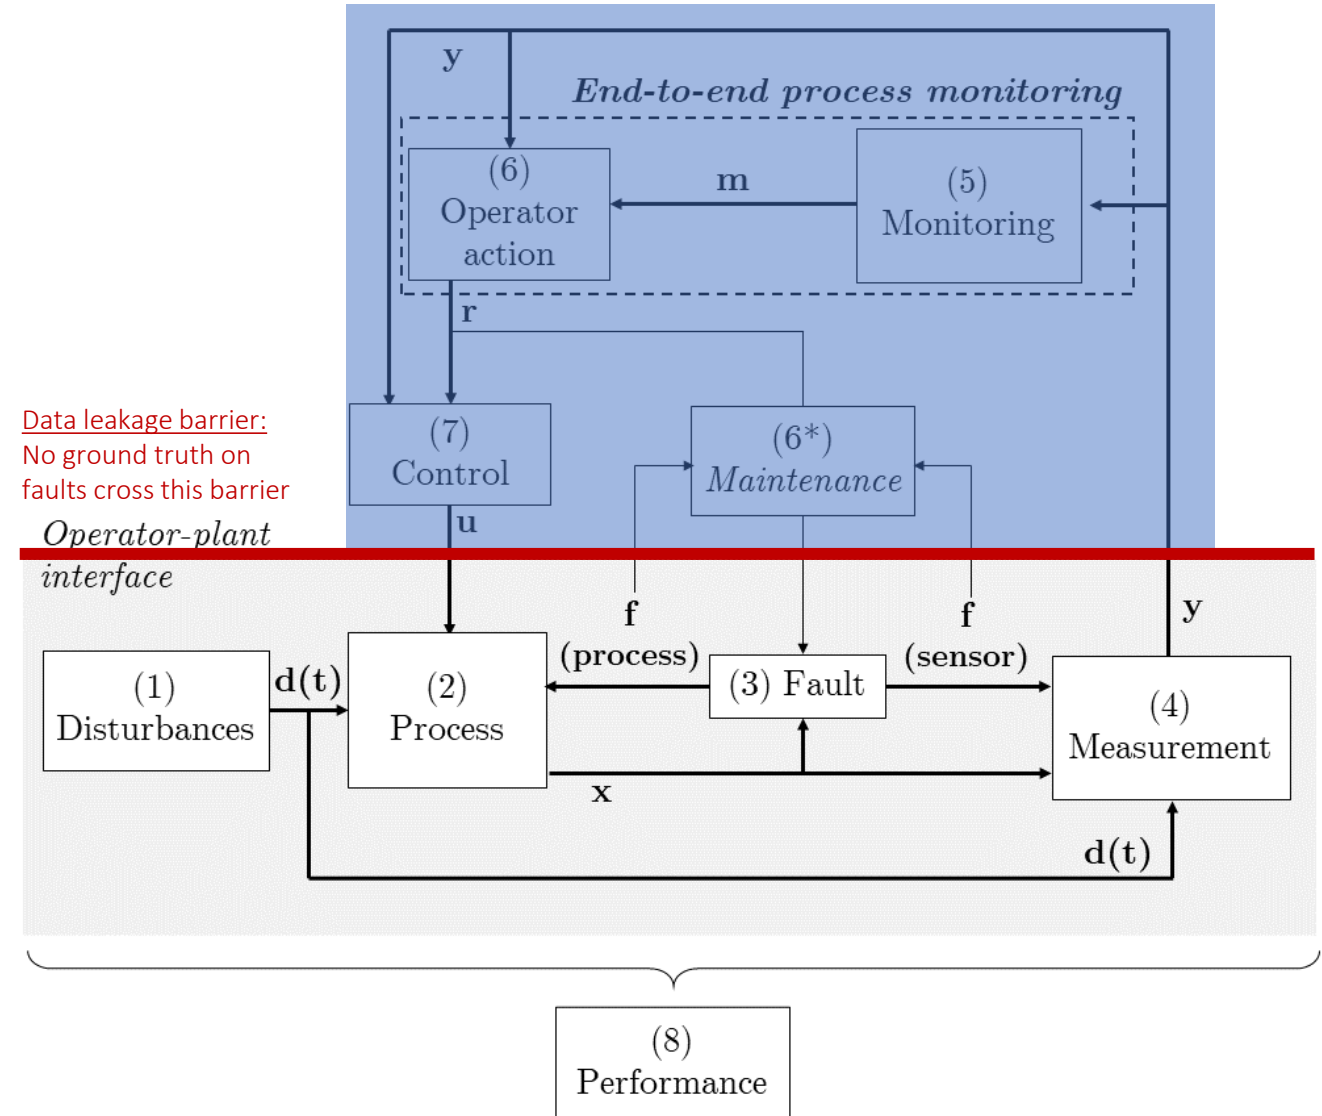 y
End-to-end process monitoring
(6)
Operator
action
m
(5)
Monitoring
r
Data leakage barrier:
No ground truth on
faults cross this barrier
(7)
Control
(6*)
Maintenance
u
Operator-plant
interface
f
(process)
f
(sensor)
y
(1)
Disturbances
d(t)
(2)
Process
(3) Fault
(4)
Measurement
x
d(t)
(8)
Performance